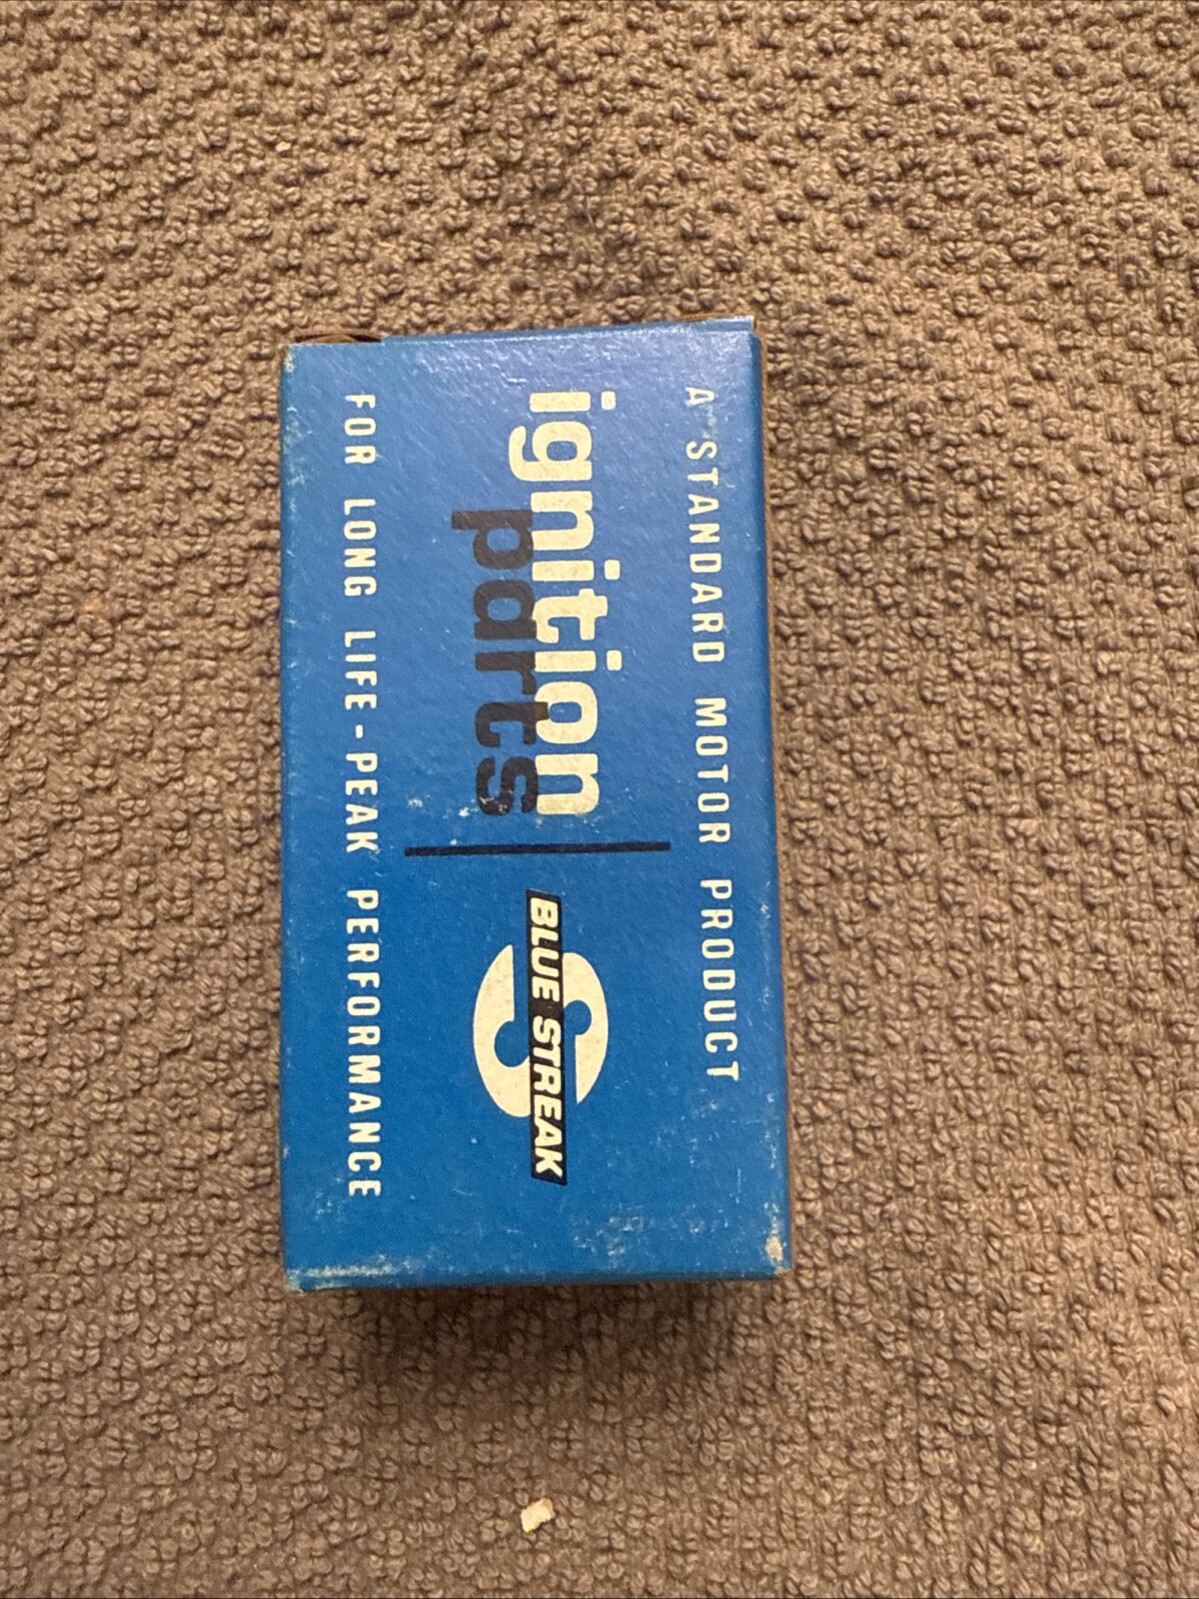 A STANDARD MOTOR PRODUCT
ignition
parts
BLUE STREAK
S
FOR LONG LIFE-PEAK PERFORMANCE